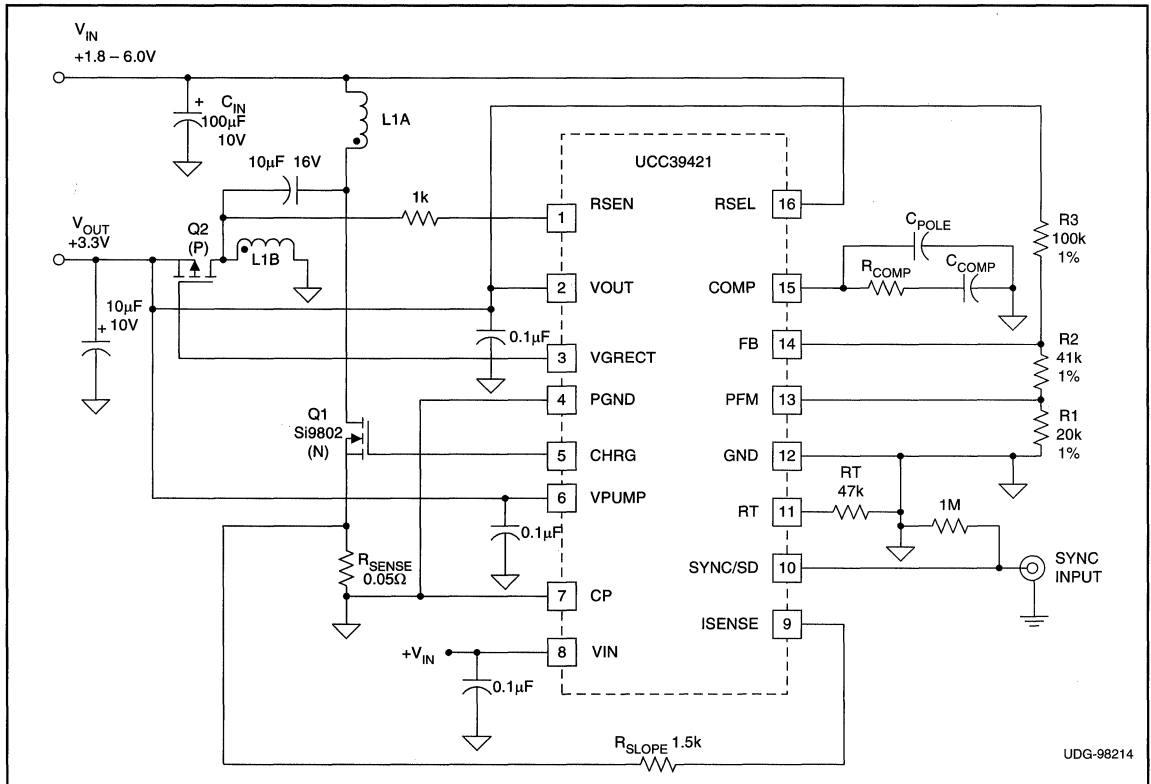 V_IN
+1.8 – 6.0V
+
C_IN
100µF
10V
L1A
10µF 16V
UCC39421
1k
1
RSEN
RSEL
16
R3
100k
1%
V_OUT
+3.3V
Q2
(P)
L1B
C_POLE
R_COMP
C_COMP
2
VOUT
COMP
15
10µF
10V
+
0.1µF
3
VGRECT
FB
14
R2
41k
1%
4
PGND
PFM
13
Q1
Si9802
(N)
5
CHRG
GND
12
R1
20k
1%
6
VPUMP
RT
11
RT
47k
1M
0.1µF
R_SENSE
0.05Ω
SYNC/SD
10
SYNC
INPUT
7
CP
ISENSE
9
+V_IN
8
VIN
0.1µF
R_SLOPE 1.5k
UDG-98214